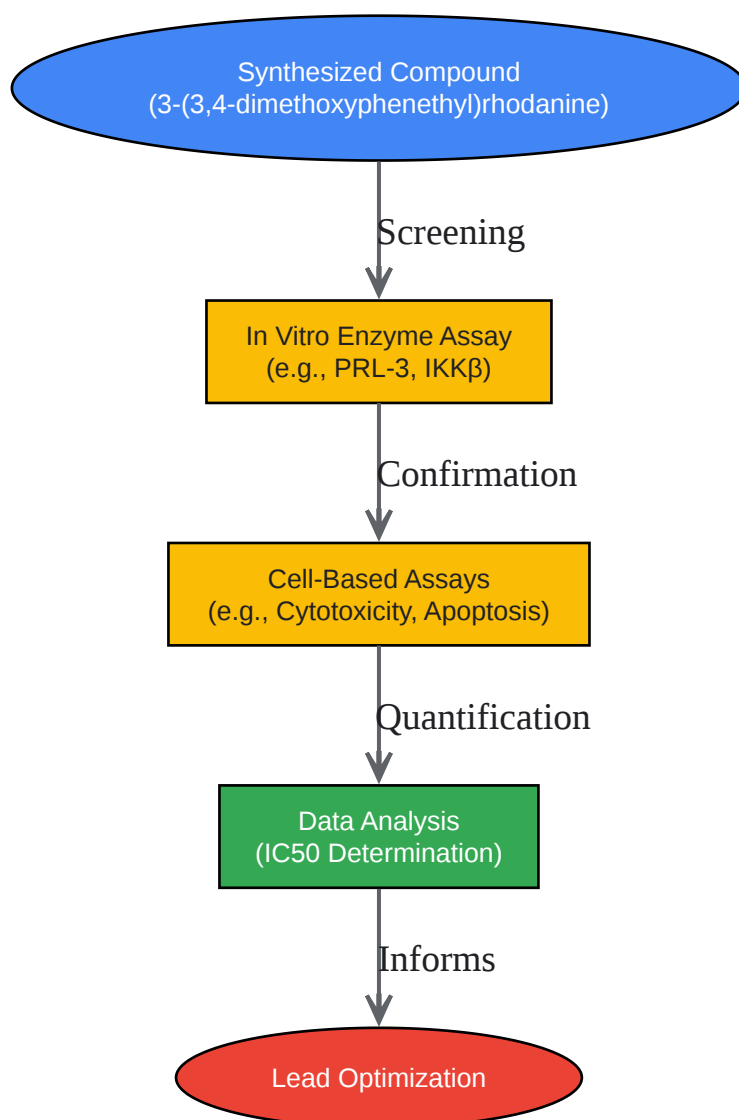 Synthesized Compound
(3-(3,4-dimethoxyphenethyl)rhodanine)
Screening
In Vitro Enzyme Assay
(e.g., PRL-3, IKKβ)
Confirmation
Cell-Based Assays
(e.g., Cytotoxicity, Apoptosis)
Quantification
Data Analysis
(IC50 Determination)
Informs
Lead Optimization